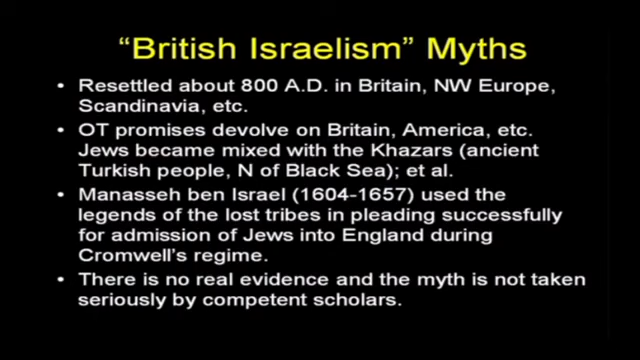 “British Israelism” Myths
• Resettled about 800 A.D. in Britain, NW Europe,
Scandinavia, etc.
• OT promises devolve on Britain, America, etc.
Jews became mixed with the Khazars (ancient
Turkish people, N of Black Sea); et al.
• Manasseh ben Israel (1604-1657) used the
legends of the lost tribes in pleading successfully
for admission of Jews into England during
Cromwell's regime.
• There is no real evidence and the myth is not taken
seriously by competent scholars.